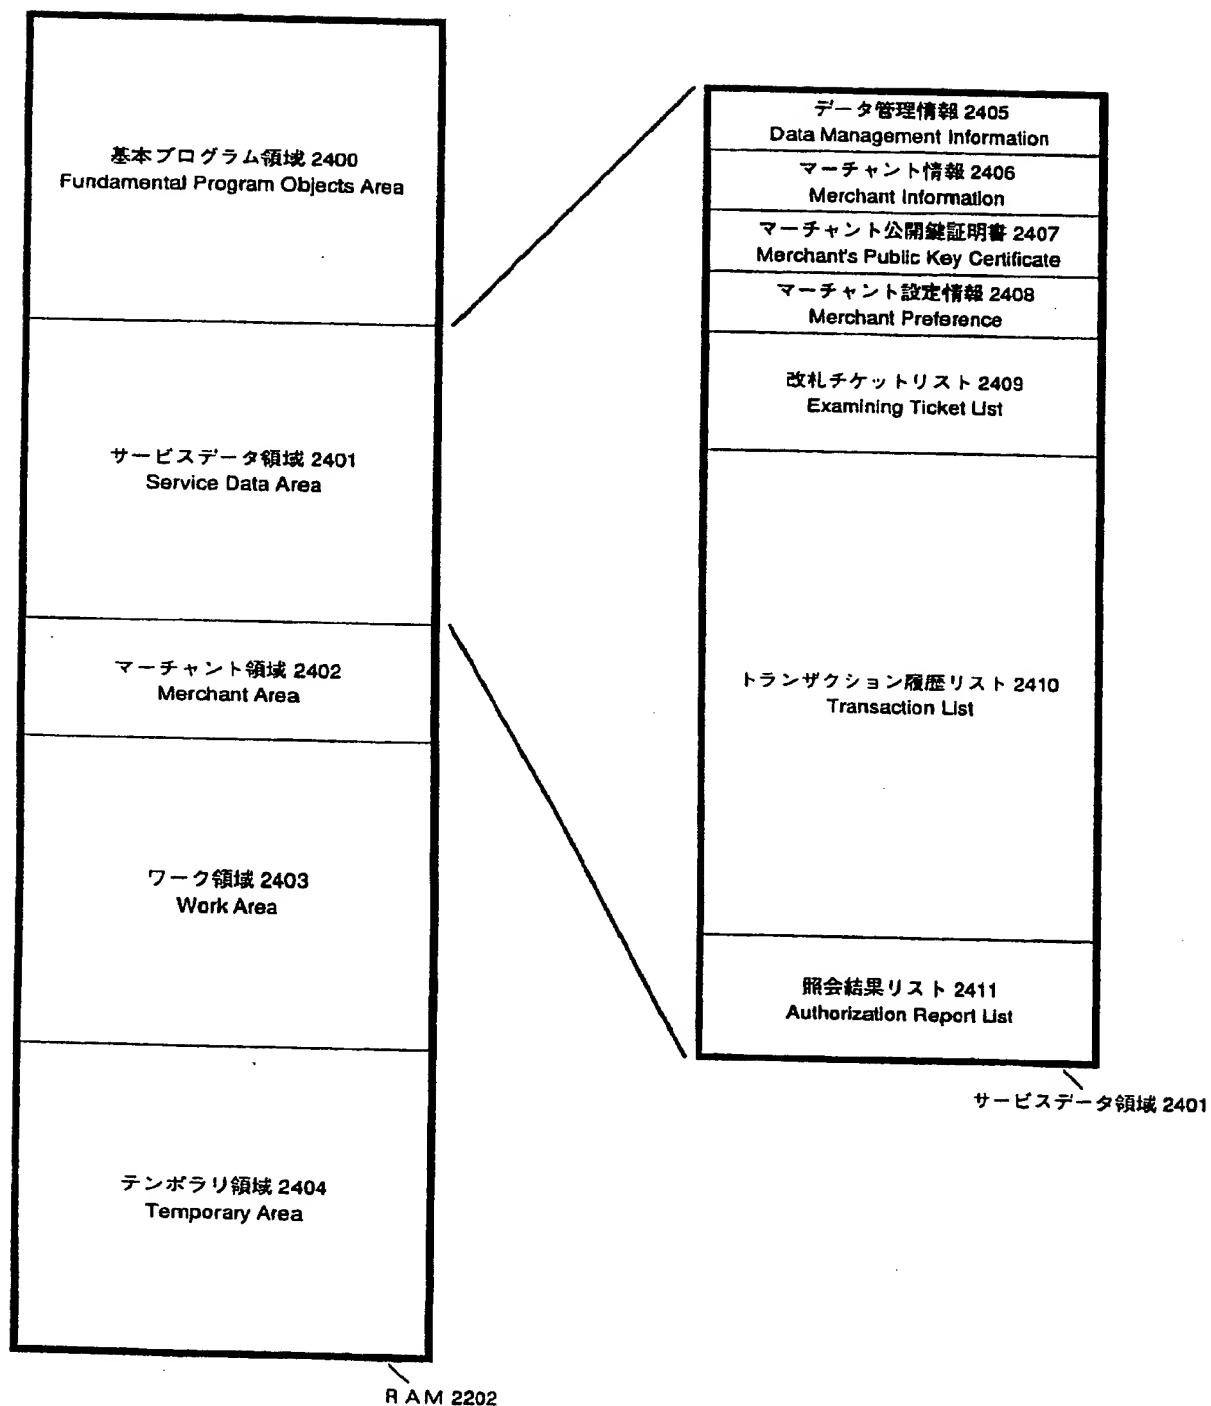 基本プログラム領域 2400
Fundamental Program Objects Area
サービスデータ領域 2401
Service Data Area
マーチャント領域 2402
Merchant Area
ワーク領域 2403
Work Area
テンポラリ領域 2404
Temporary Area
RAM 2202
データ管理情報 2405
Data Management Information
マーチャント情報 2406
Merchant Information
マーチャント公開鍵証明書 2407
Merchant's Public Key Certificate
マーチャント設定情報 2408
Merchant Preference
改札チケットリスト 2409
Examining Ticket List
トランザクション履歴リスト 2410
Transaction List
照会結果リスト 2411
Authorization Report List
サービスデータ領域 2401